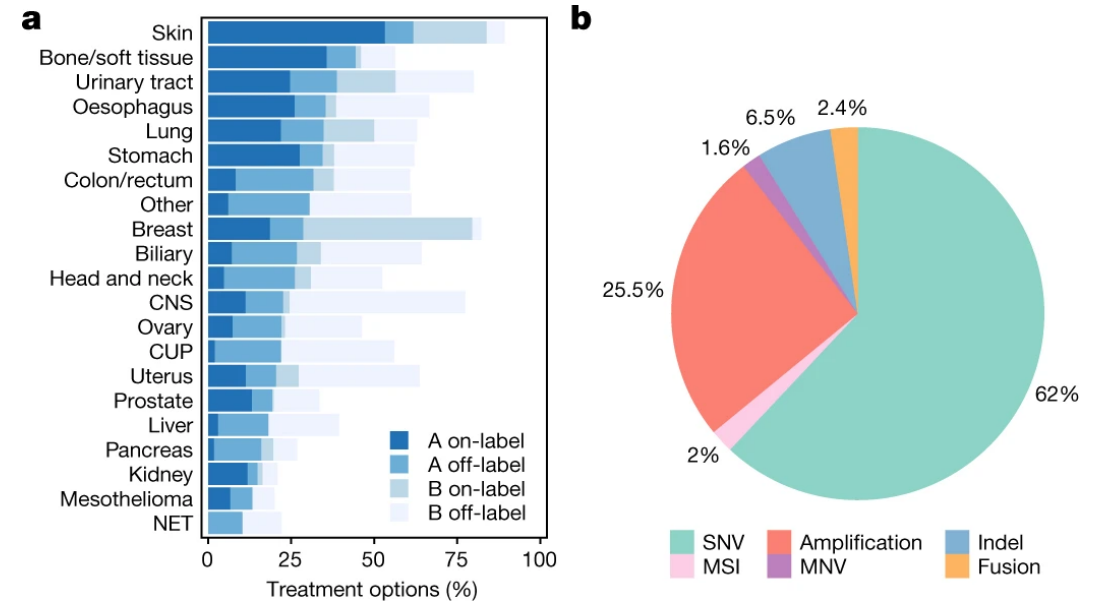 a
Skin
Bone/soft tissue
Urinary tract
Oesophagus
Lung
Stomach
Colon/rectum
Other
Breast
Biliary
Head and neck
CNS
Ovary
CUP
Uterus
Prostate
Liver
Pancreas
Kidney
Mesothelioma
NET
A on-label
A off-label
B on-label
B off-label
0 25 50 75 100
Treatment options (%)
b
2.4%
6.5%
1.6%
25.5%
62%
2%
SNV Amplification Indel
MSI MNV Fusion